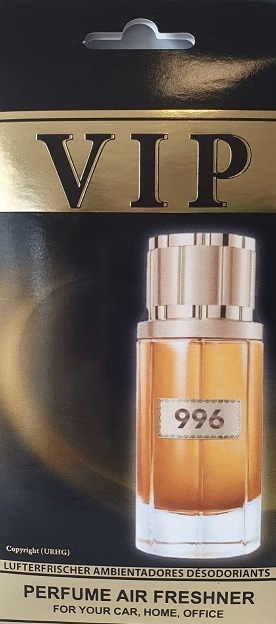 VIP
996
Copyright (URHG)
LUFTERFRISCHER AMBIENTADORES DÉSODORIANTS
PERFUME AIR FRESHNER
FOR YOUR CAR, HOME, OFFICE